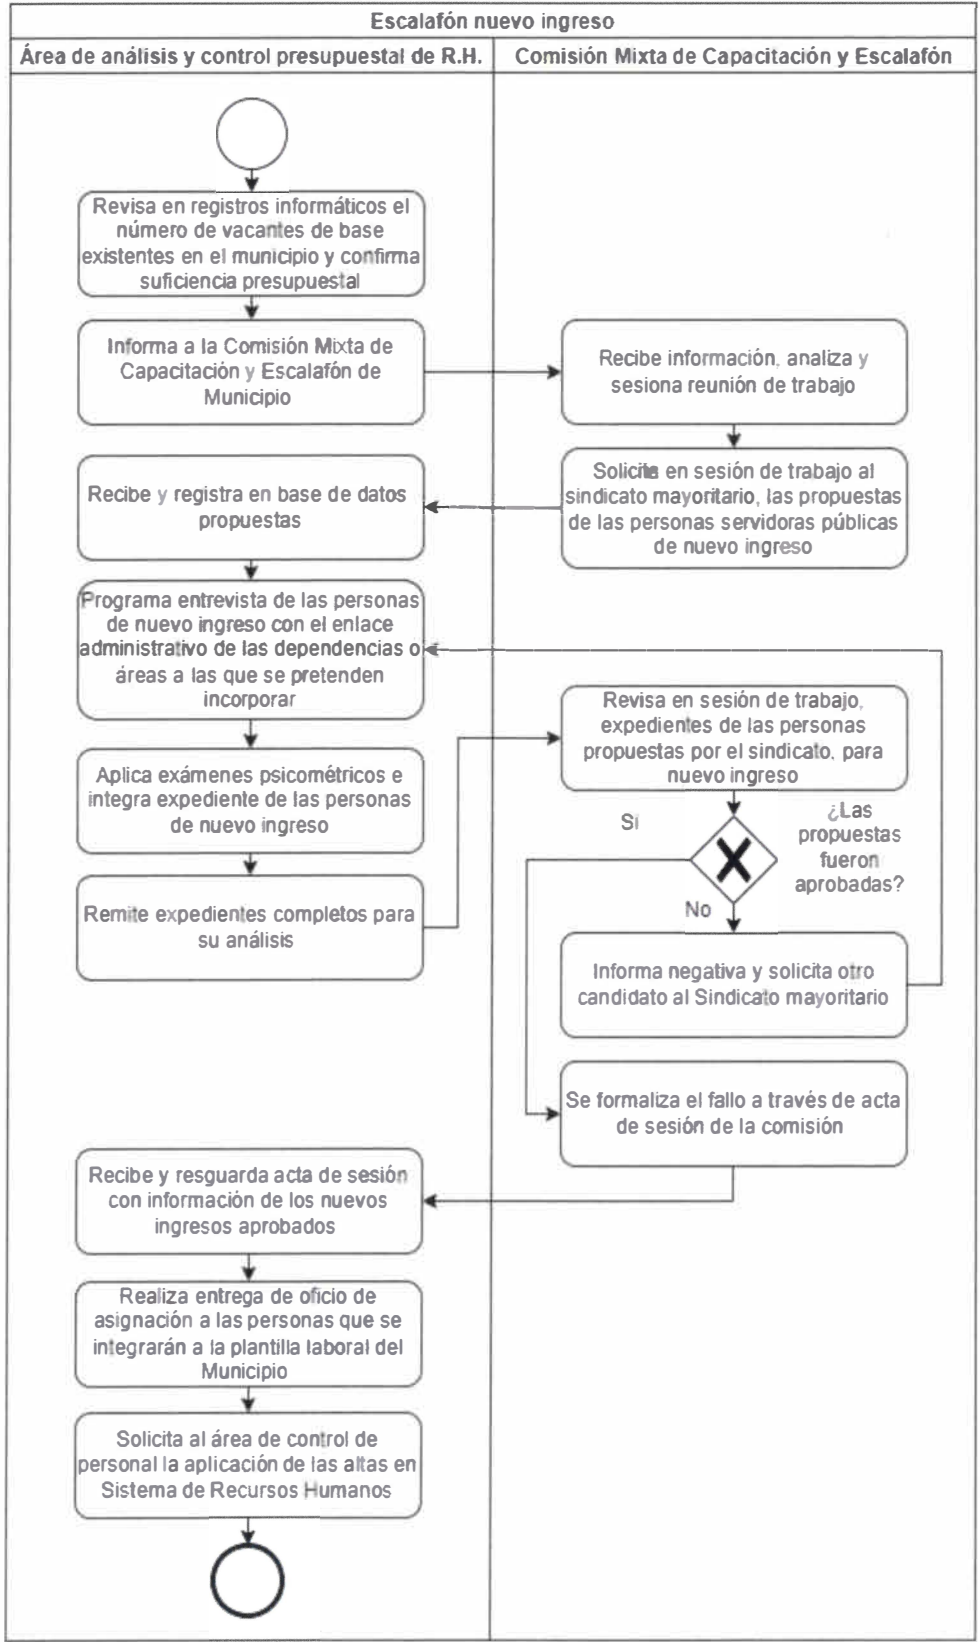 Escalafón nuevo ingreso
Área de análisis y control presupuestal de R.H.
Comisión Mixta de Capacitación y Escalafón
Revisa en registros informáticos el
número de vacantes de base
existentes en el municipio y confirma
suficiencia presupuestal
Informa a la Comisión Mixta de
Capacitación y Escalafón de
Municipio
Recibe información, analiza y
sesiona reunión de trabajo
Solicita en sesión de trabajo al
sindicato mayoritario, las propuestas
de las personas servidoras públicas
de nuevo ingreso
Recibe y registra en base de datos
propuestas
Programa entrevista de las personas
de nuevo ingreso con el enlace
administrativo de las dependencias o
áreas a las que se pretenden
incorporar
Aplica exámenes psicométricos e
integra expediente de las personas
de nuevo ingreso
Remite expedientes completos para
su análisis
Revisa en sesión de trabajo,
expedientes de las personas
propuestas por el sindicato, para
nuevo ingreso
¿Las
propuestas
fueron
aprobadas?
Si
No
Informa negativa y solicita otro
candidato al Sindicato mayoritario
Se formaliza el fallo a través de acta
de sesión de la comisión
Recibe y resguarda acta de sesión
con información de los nuevos
ingresos aprobados
Realiza entrega de oficio de
asignación a las personas que se
integrarán a la plantilla laboral del
Municipio
Solicita al área de control de
personal la aplicación de las altas en
Sistema de Recursos Humanos